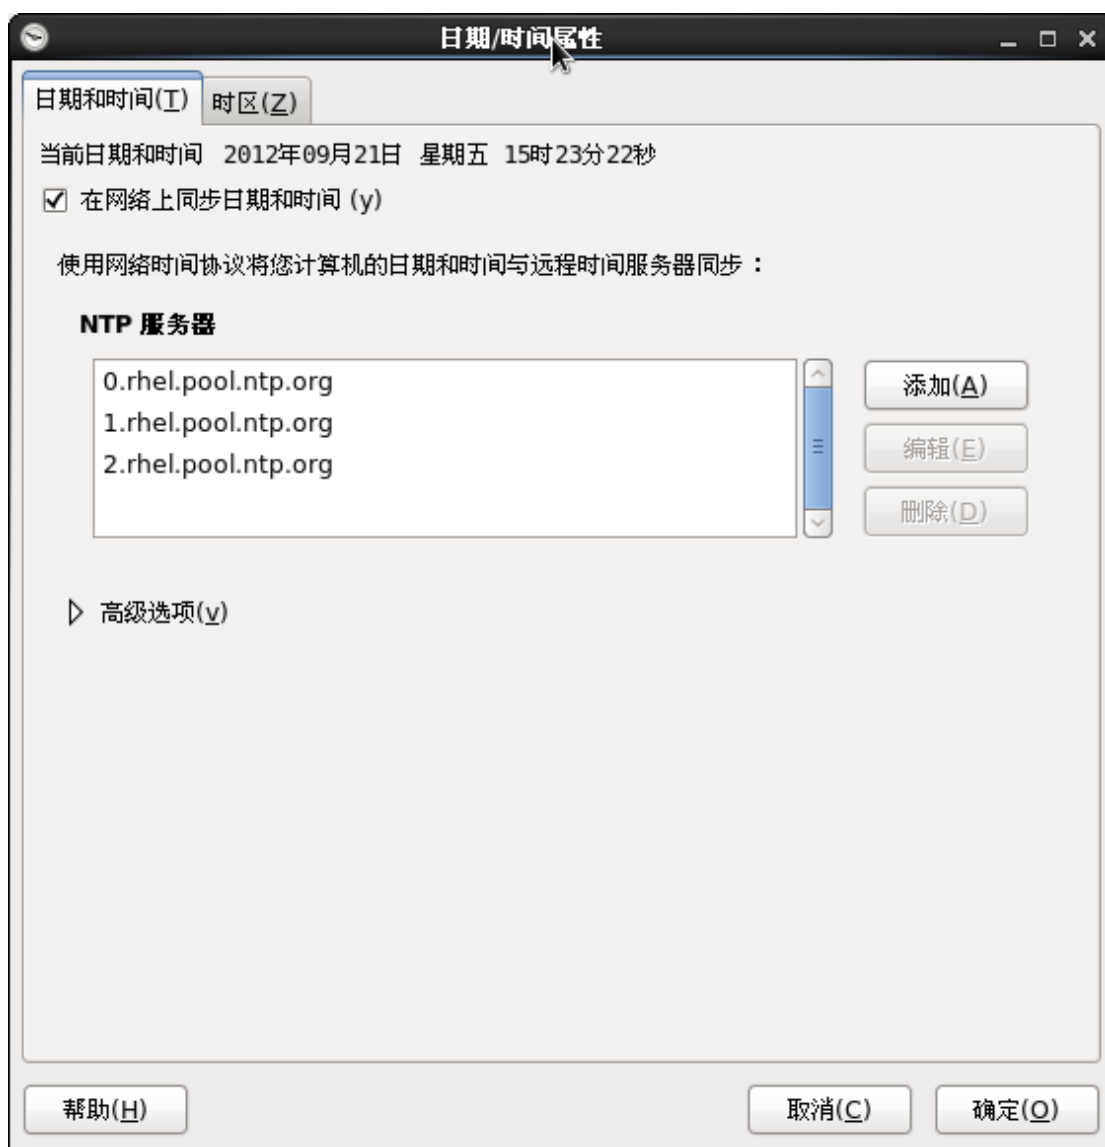 日期/时间属性
日期和时间(T) 时区(Z)
当前日期和时间 2012年09月21日 星期五 15时23分22秒
在网络上同步日期和时间 (y)
使用网络时间协议将您计算机的日期和时间与远程时间服务器同步：
NTP 服务器
0.rhel.pool.ntp.org
添加(A)
1.rhel.pool.ntp.org
编辑(E)
2.rhel.pool.ntp.org
删除(D)
高级选项(v)
帮助(H) 取消(C) 确定(O)